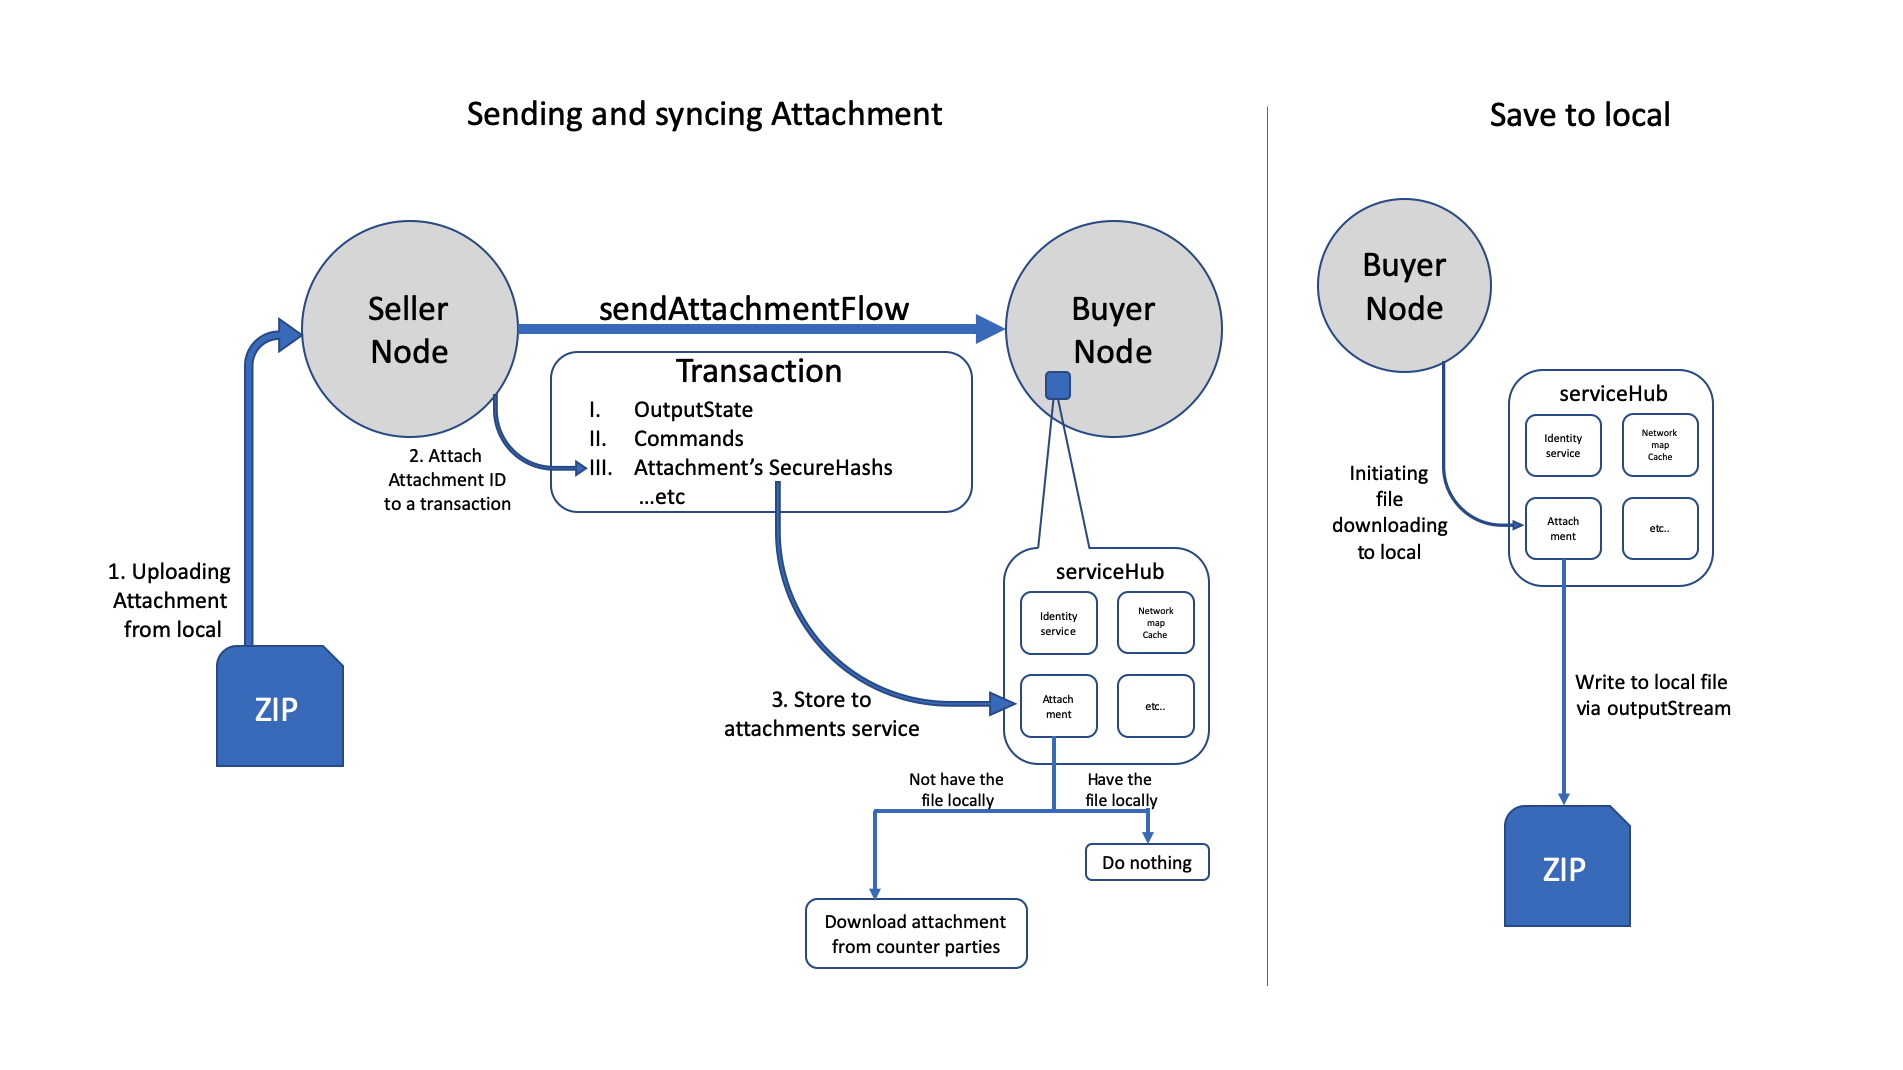 Sending and syncing Attachment
Seller
Node
sendAttachmentFlow
Buyer
Node
Transaction
I. OutputState
II. Commands
III. Attachment's SecureHashs
...etc
2. Attach
Attachment ID
to a transaction
1. Uploading
Attachment
from local
ZIP
3. Store to
attachments service
serviceHub
Identity
service
Network
map
Cache
Attach
ment
etc..
Not have the
file locally
Have the
file locally
Do nothing
Download attachment
from counter parties
Save to local
Buyer
Node
serviceHub
Identity
service
Network
map
Cache
Attach
ment
etc..
Initiating
file
downloading
to local
Write to local file
via outputStream
ZIP